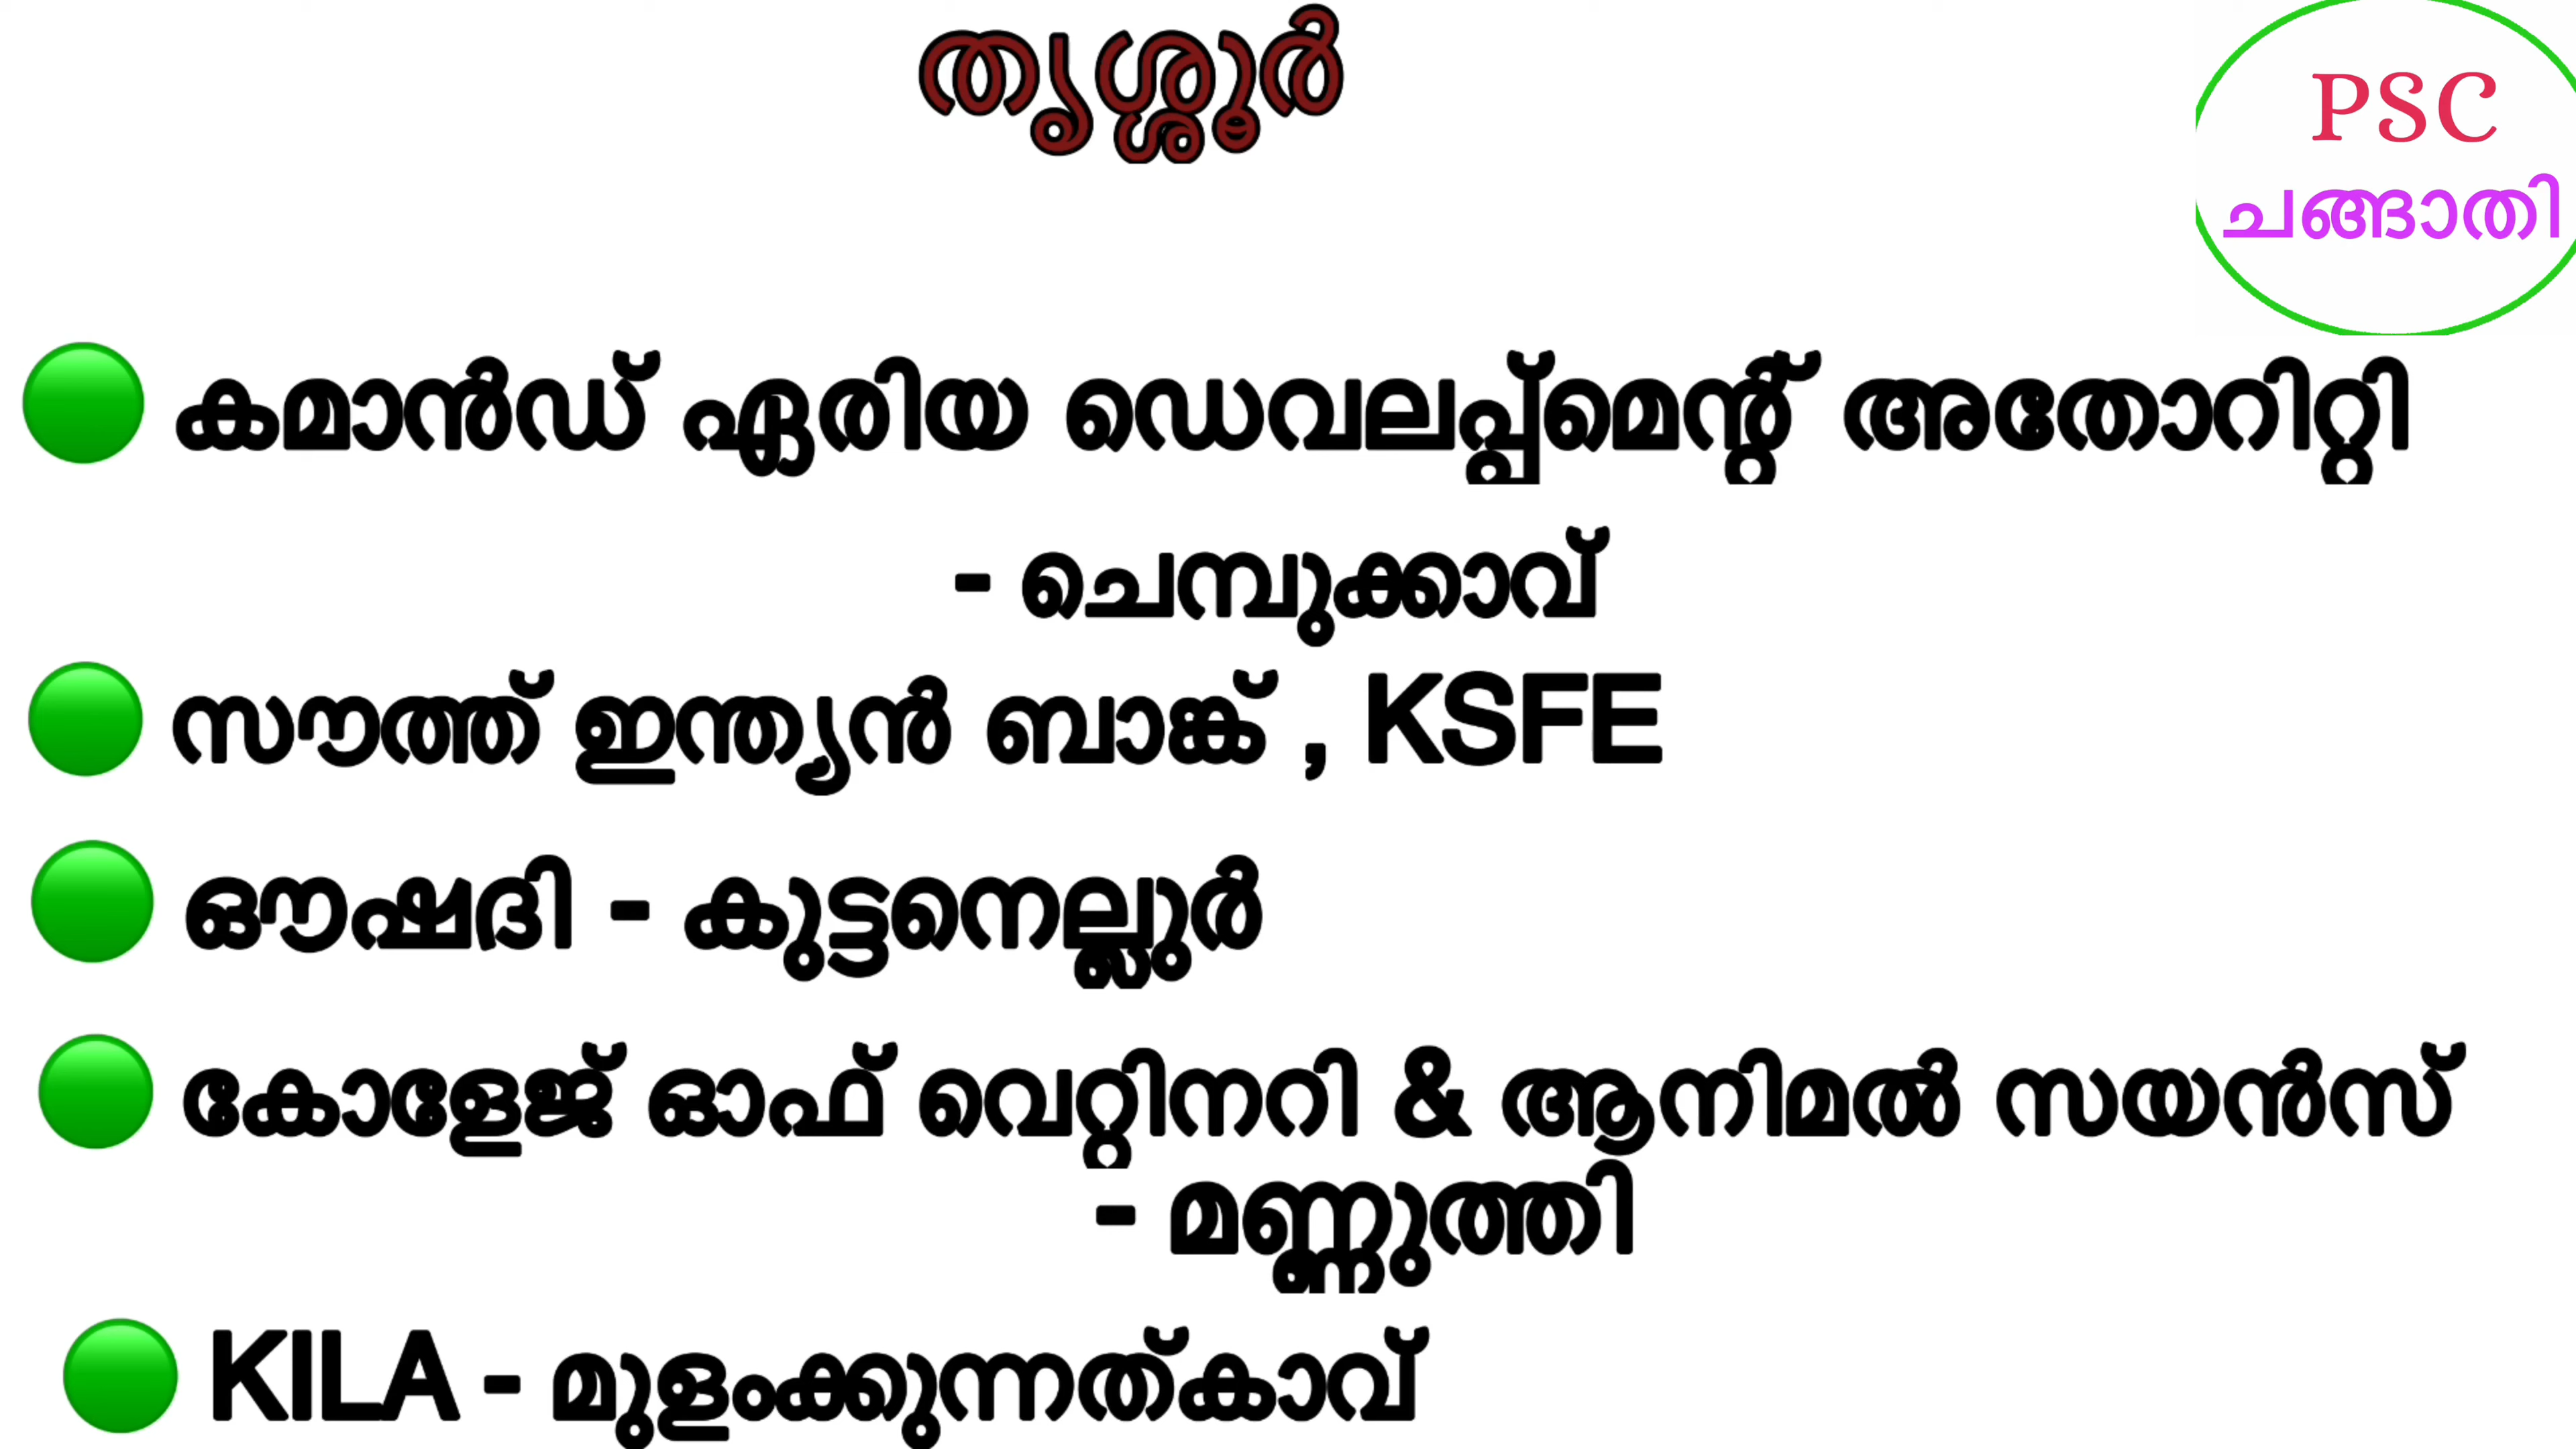 തൃശ്ശൂർ
PSC
ചങ്ങാതി
കമാൻഡ് ഏരിയ ഡെവലപ്പ്മെന്റ് അതോറിറ്റി
- ചെമ്പുക്കാവ്
സൗത്ത് ഇന്ത്യൻ ബാങ്ക് , KSFE
ഔഷദി - കുട്ടനെല്ലുർ
കോളേജ് ഓഫ് വെറ്റിനറി & ആനിമൽ സയൻസ്
- മണ്ണുത്തി
KILA - മുളംക്കുന്നത്കാവ്